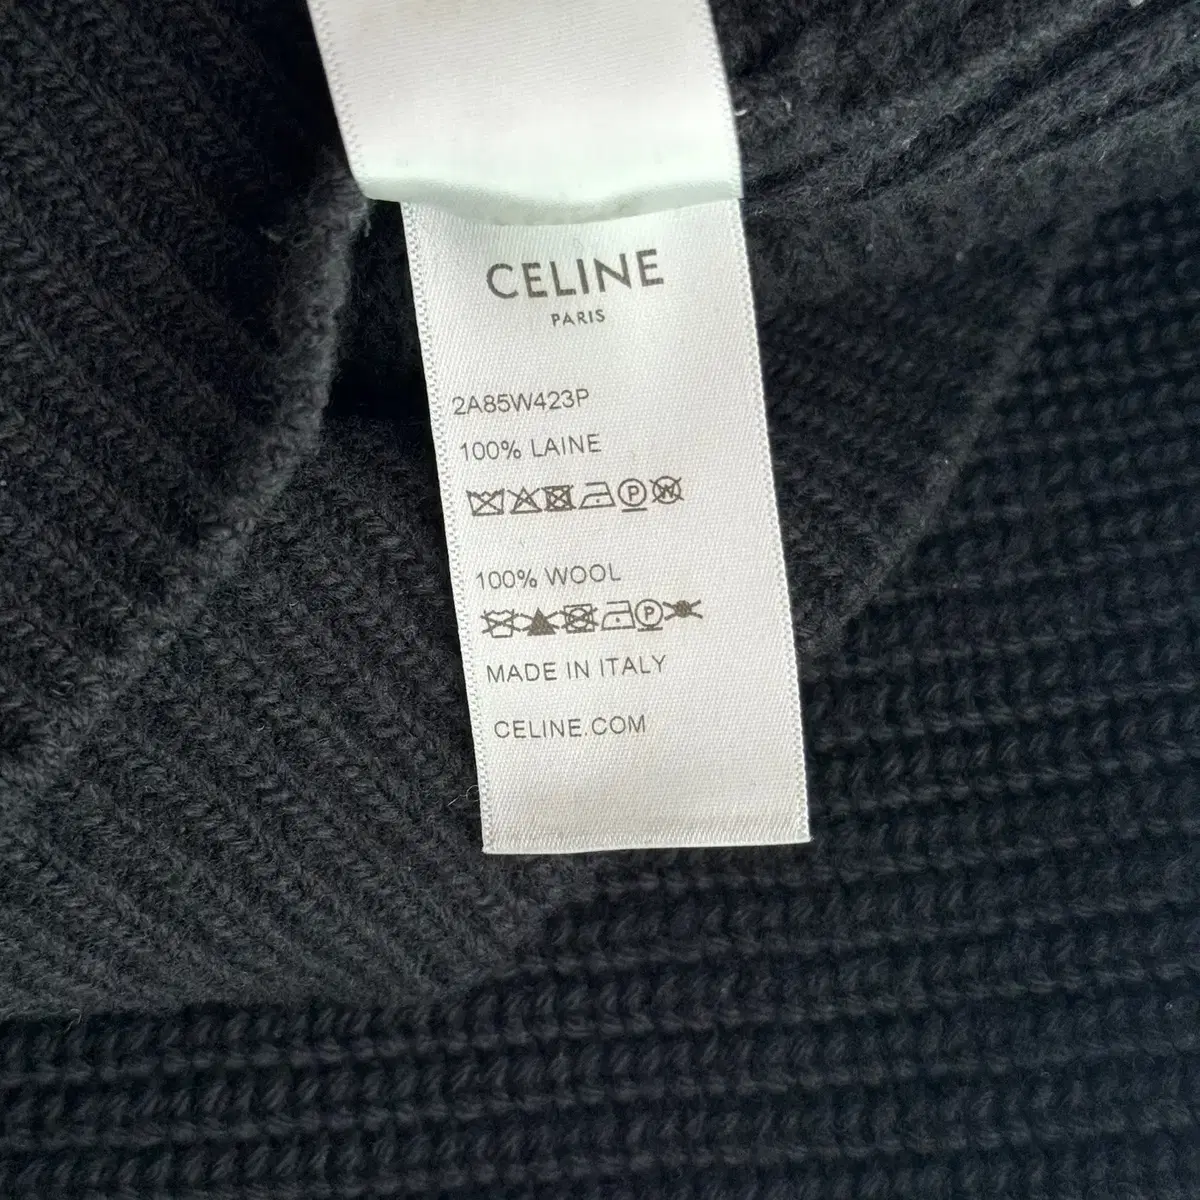 CELINE
PARIS
2A85W423P
100% LAINE
P W
100% WOOL
P
MADE IN ITALY
CELINE.COM